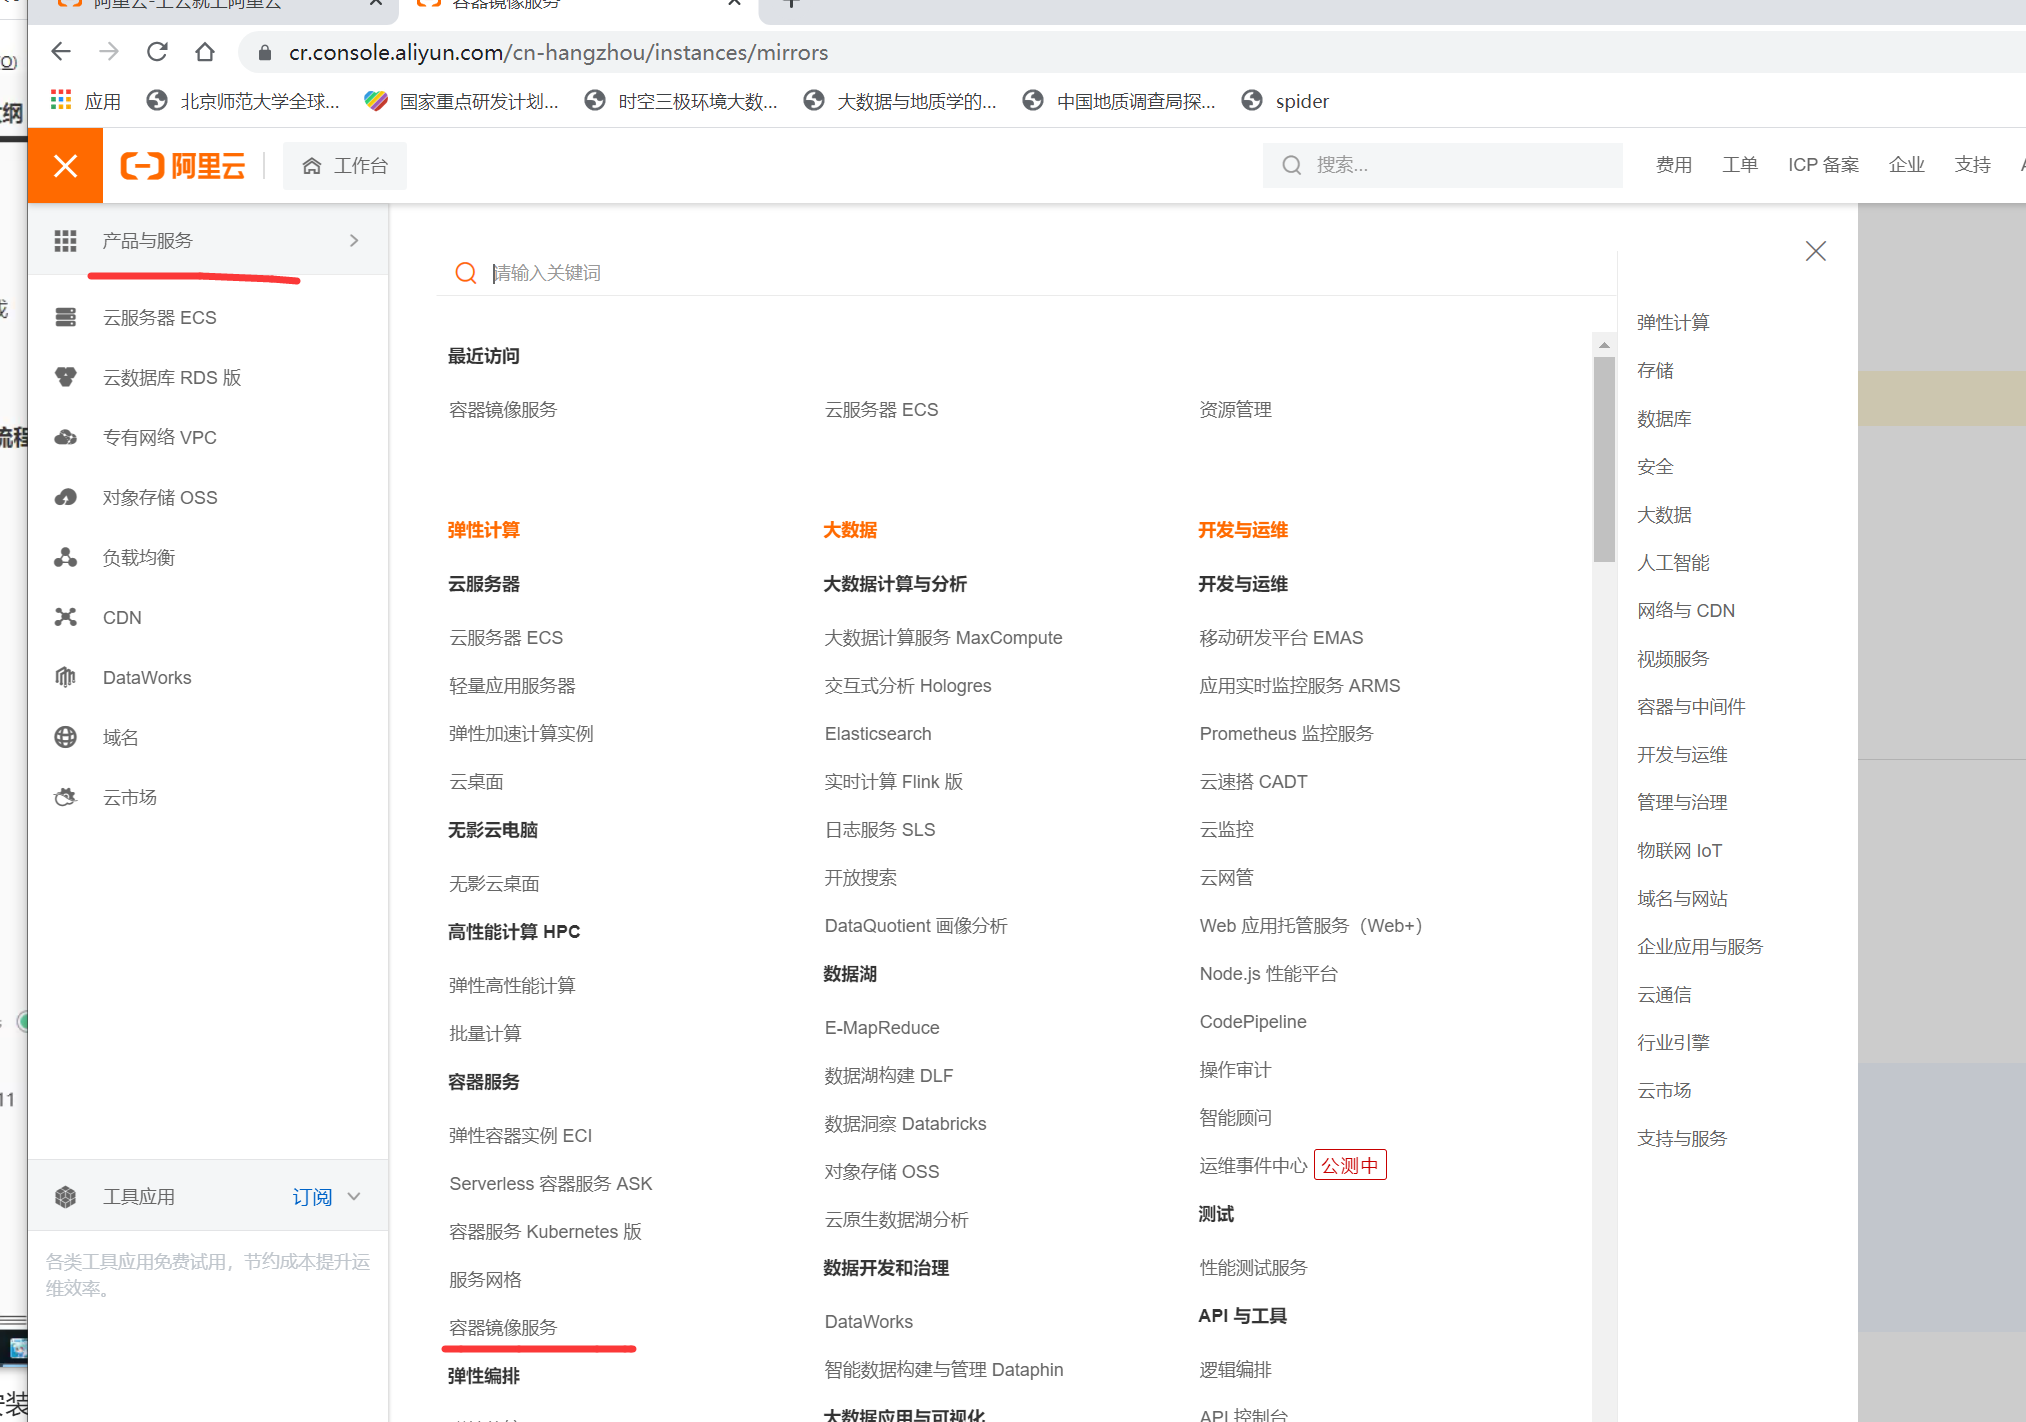 阿里云-上云就上阿里云
容器镜像服务
cr.console.aliyun.com/cn-hangzhou/instances/mirrors
应用
北京师范大学全球...
国家重点研发计划...
时空三极环境大数...
大数据与地质学的...
中国地质调查局探...
spider
阿里云
工作台
搜索...
费用
工单
ICP 备案
企业
支持
产品与服务
云服务器 ECS
云数据库 RDS 版
专有网络 VPC
对象存储 OSS
负载均衡
CDN
DataWorks
域名
云市场
工具应用
订阅
各类工具应用免费试用，节约成本提升运
维效率。
请输入关键词
最近访问
容器镜像服务
云服务器 ECS
资源管理
弹性计算
云服务器
云服务器 ECS
轻量应用服务器
弹性加速计算实例
云桌面
无影云电脑
无影云桌面
高性能计算 HPC
弹性高性能计算
批量计算
容器服务
弹性容器实例 ECI
Serverless 容器服务 ASK
容器服务 Kubernetes 版
服务网格
容器镜像服务
弹性编排
大数据
大数据计算与分析
大数据计算服务 MaxCompute
交互式分析 Hologres
Elasticsearch
实时计算 Flink 版
日志服务 SLS
开放搜索
DataQuotient 画像分析
数据湖
E-MapReduce
数据湖构建 DLF
数据洞察 Databricks
对象存储 OSS
云原生数据湖分析
数据开发和治理
DataWorks
智能数据构建与管理 Dataphin
大数据应用与可视化
开发与运维
开发与运维
移动研发平台 EMAS
应用实时监控服务 ARMS
Prometheus 监控服务
云速搭 CADT
云监控
云网管
Web 应用托管服务（Web+）
Node.js 性能平台
CodePipeline
操作审计
智能顾问
运维事件中心 公测中
测试
性能测试服务
API 与工具
逻辑编排
API 控制台
弹性计算
存储
数据库
安全
大数据
人工智能
网络与 CDN
视频服务
容器与中间件
开发与运维
管理与治理
物联网 IoT
域名与网站
企业应用与服务
云通信
行业引擎
云市场
支持与服务
流程
11
安装